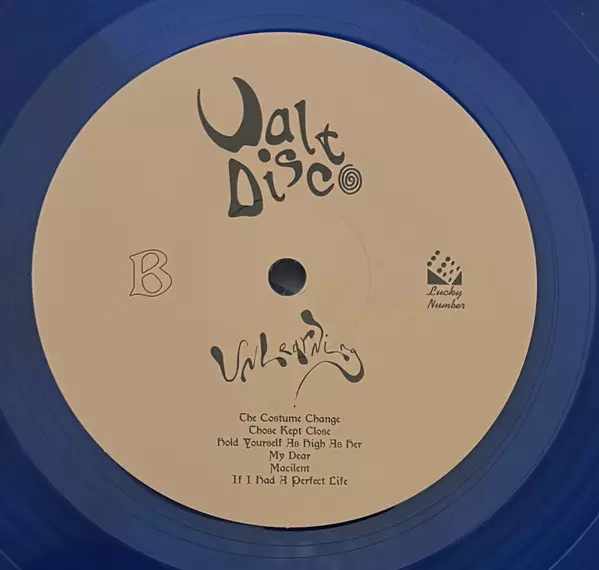 Walt
Disco
B
Lucky
Number
UnLearning
The Costume Change
Those Kept Close
Hold Yourself As High As Her
My Dear
Macilent
If I Had A Perfect Life